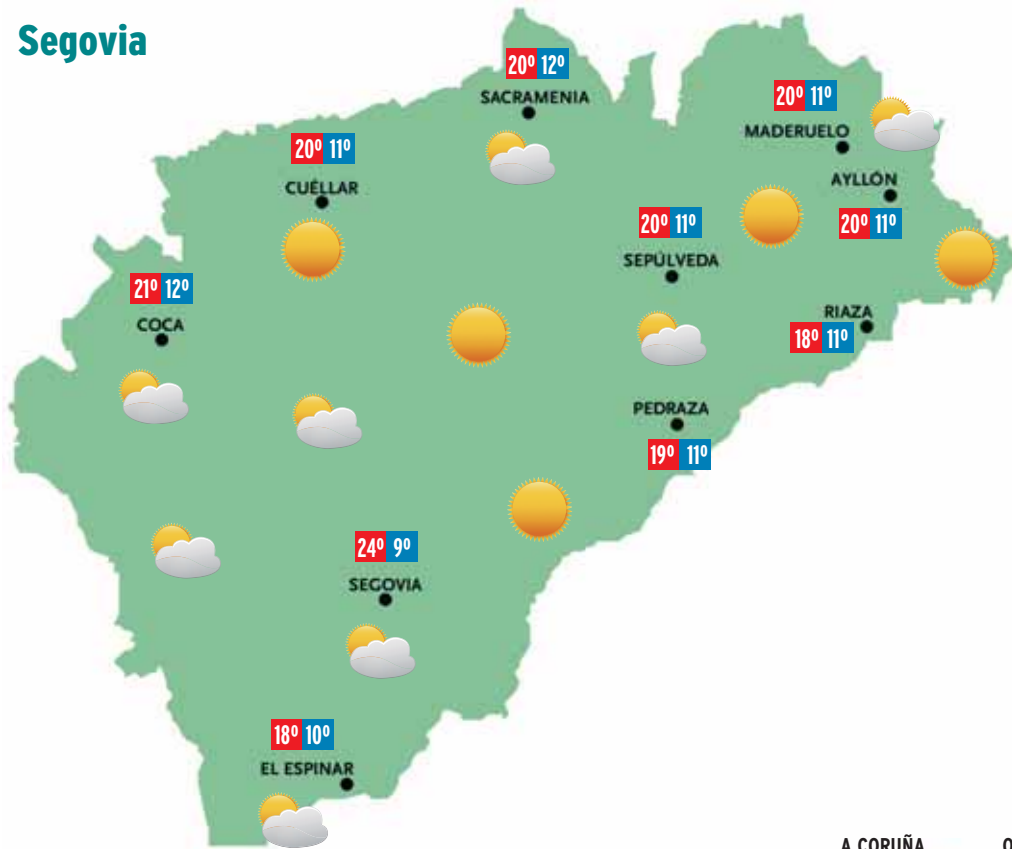 Segovia
20º 12º
SACRAMENIA
20º 11º
MADERUELO
20º 11º
CUÉLLAR
AYLLÓN
20º 11º
20º 11º
SEPÚLVEDA
21º 12º
COCA
RIAZA
18º 11º
PEDRAZA
19º 11º
24º 9º
SEGOVIA
18º 10º
EL ESPINAR
A CORUÑA